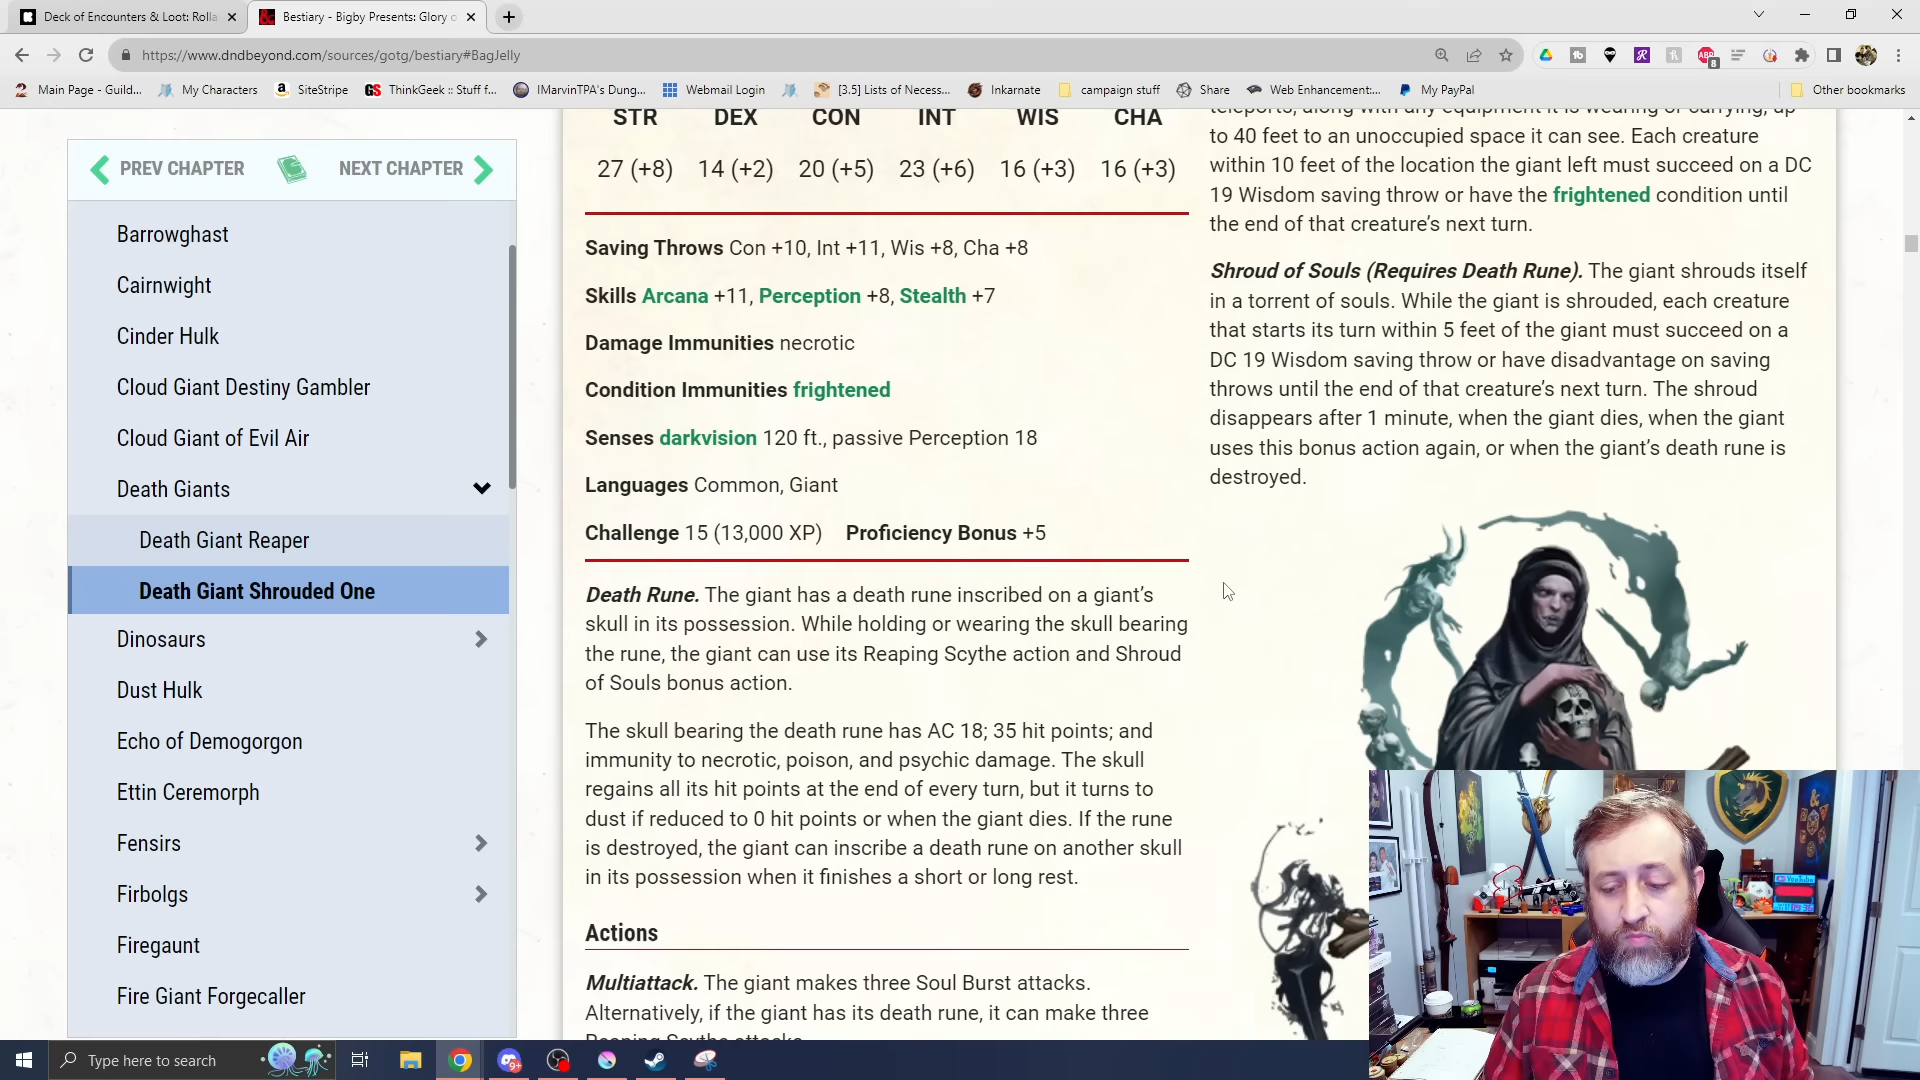 Deck of Encounters & Loot: Rolla
Bestiary - Bigby Presents: Glory o
https://www.dndbeyond.com/sources/gotg/bestiary#BagJelly
Main Page - Guild...
My Characters
SiteStripe
ThinkGeek :: Stuff f...
IMarvinTPA's Dung...
Webmail Login
[3.5] Lists of Necess...
Inkarnate
campaign stuff
Share
Web Enhancement:...
My PayPal
Other bookmarks
PREV CHAPTER
NEXT CHAPTER
Barrowghast
Cairnwight
Cinder Hulk
Cloud Giant Destiny Gambler
Cloud Giant of Evil Air
Death Giants
Death Giant Reaper
Death Giant Shrouded One
Dinosaurs
Dust Hulk
Echo of Demogorgon
Ettin Ceremorph
Fensirs
Firbolgs
Firegaunt
Fire Giant Forgecaller
STR DEX CON INT WIS CHA
27 (+8) 14 (+2) 20 (+5) 23 (+6) 16 (+3) 16 (+3)
Saving Throws Con +10, Int +11, Wis +8, Cha +8
Skills Arcana +11, Perception +8, Stealth +7
Damage Immunities necrotic
Condition Immunities frightened
Senses darkvision 120 ft., passive Perception 18
Languages Common, Giant
Challenge 15 (13,000 XP) Proficiency Bonus +5
Death Rune. The giant has a death rune inscribed on a giant's
skull in its possession. While holding or wearing the skull bearing
the rune, the giant can use its Reaping Scythe action and Shroud
of Souls bonus action.
The skull bearing the death rune has AC 18; 35 hit points; and
immunity to necrotic, poison, and psychic damage. The skull
regains all its hit points at the end of every turn, but it turns to
dust if reduced to 0 hit points or when the giant dies. If the rune
is destroyed, the giant can inscribe a death rune on another skull
in its possession when it finishes a short or long rest.
Actions
Multiattack. The giant makes three Soul Burst attacks.
Alternatively, if the giant has its death rune, it can make three
Reaping Scythe attacks.
teleports, along with any equipment it is wearing or carrying, up
to 40 feet to an unoccupied space it can see. Each creature
within 10 feet of the location the giant left must succeed on a DC
19 Wisdom saving throw or have the frightened condition until
the end of that creature's next turn.
Shroud of Souls (Requires Death Rune). The giant shrouds itself
in a torrent of souls. While the giant is shrouded, each creature
that starts its turn within 5 feet of the giant must succeed on a
DC 19 Wisdom saving throw or have disadvantage on saving
throws until the end of that creature's next turn. The shroud
disappears after 1 minute, when the giant dies, when the giant
uses this bonus action again, or when the giant's death rune is
destroyed.
YouTube
Type here to search